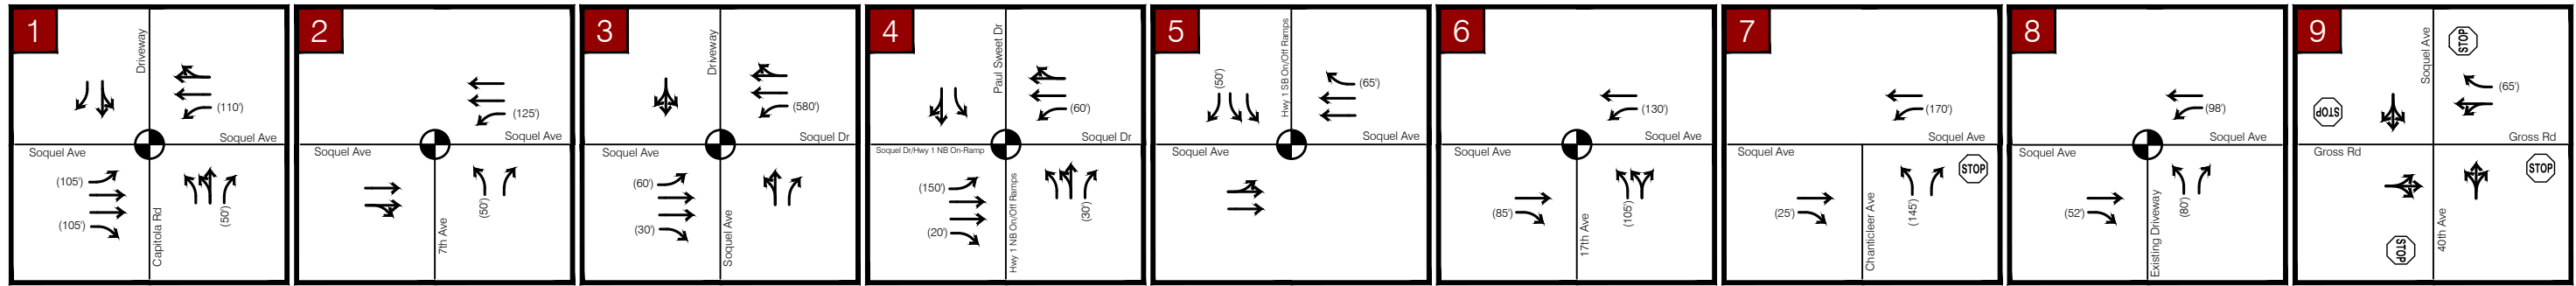 1
Driveway
(110')
Soquel Ave
Soquel Ave
(105')
(105')
(50')
Capitola Rd
2
(125')
Soquel Ave
Soquel Ave
(50')
7th Ave
3
Driveway
(580')
Soquel Dr
Soquel Ave
(60')
(30')
Soquel Ave
4
Paul Sweet Dr
(60')
Soquel Dr
Soquel Dr/Hwy 1 NB On-Ramp
(150')
(20')
Hwy 1 NB On/Off Ramps
(30')
5
(50')
Hwy 1 SB On/Off Ramps
(65')
Soquel Ave
Soquel Ave
6
(130')
Soquel Ave
Soquel Ave
(85')
17th Ave
(105')
7
(170')
Soquel Ave
Soquel Ave
(25')
Chanticleer Ave
(145')
STOP
8
(98')
Soquel Ave
Soquel Ave
(52')
Existing Driveway
(80')
9
Soquel Ave
STOP
(65')
STOP
Gross Rd
Gross Rd
STOP
40th Ave
STOP